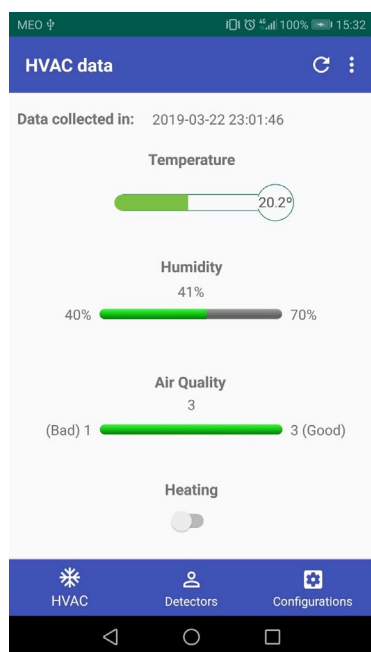 MEO 4G 100% 15:32
HVAC data
Data collected in: 2019-03-22 23:01:46
Temperature
20.2º
Humidity
41%
40% 70%
Air Quality
3
(Bad) 1 3 (Good)
Heating
HVAC Detectors Configurations